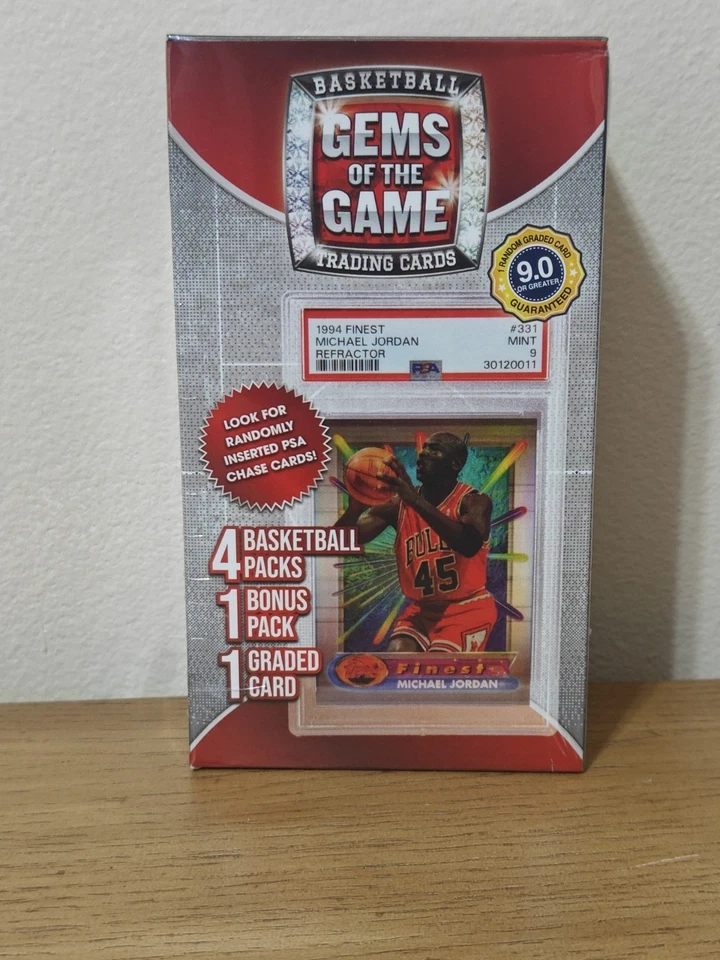 BASKETBALL
GEMS
OF THE
GAME
TRADING CARDS
1 RANDOM GRADED CARD
9.0
OR GREATER
GUARANTEED
1994 FINEST
#331
MICHAEL JORDAN
MINT
REFRACTOR
9
PSA
30120011
LOOK FOR
RANDOMLY
INSERTED PSA
CHASE CARDS!
BULLS
45
4 BASKETBALL
PACKS
1 BONUS
PACK
1 GRADED
CARD
Finest
MICHAEL JORDAN